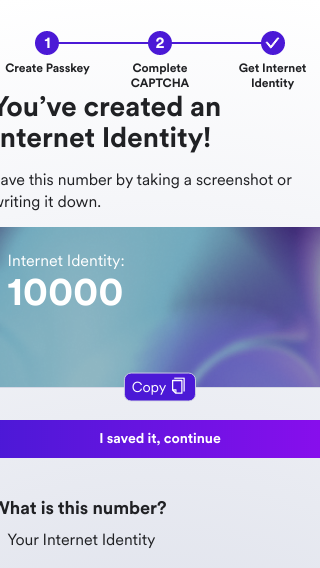 1
2
Create Passkey
Complete
CAPTCHA
Get Internet
Identity
You've created an
Internet Identity!
ave this number by taking a screenshot or
writing it down.
Internet Identity:
10000
Copy
I saved it, continue
What is this number?
Your Internet Identity